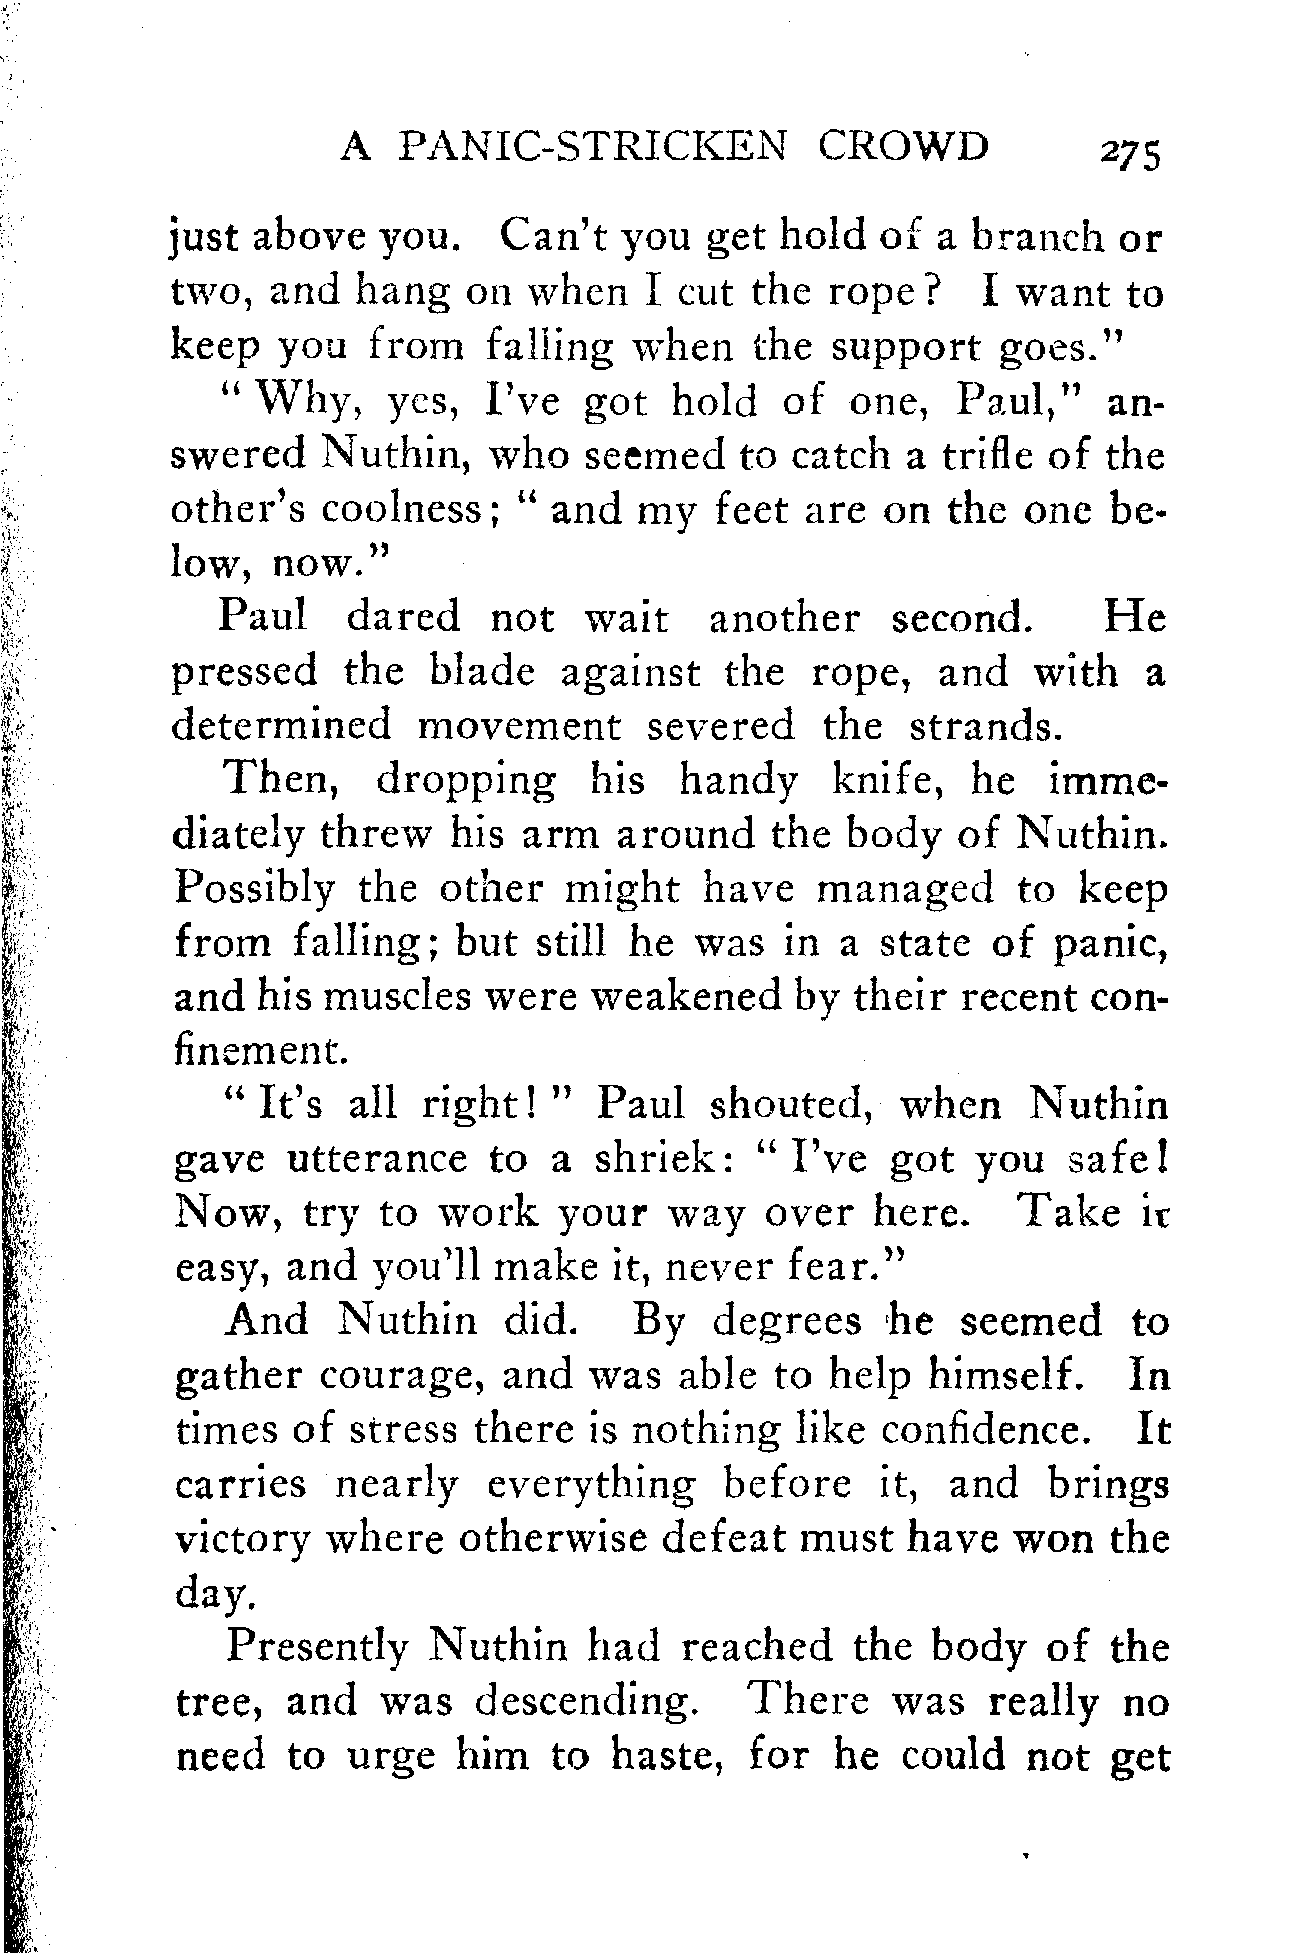 A PANIC-STRICKEN CROWD 275
just above you. Can't you get hold of a branch or
two, and hang on when I cut the rope? I want to
keep you from falling when the support goes."
"Why, yes, I've got hold of one, Paul," an-
swered Nuthin, who seemed to catch a trifle of the
other's coolness; "and my feet are on the one be-
low, now."
Paul dared not wait another second. He
pressed the blade against the rope, and with a
determined movement severed the strands.
Then, dropping his handy knife, he imme-
diately threw his arm around the body of Nuthin.
Possibly the other might have managed to keep
from falling; but still he was in a state of panic,
and his muscles were weakened by their recent con-
finement.
"It's all right!" Paul shouted, when Nuthin
gave utterance to a shriek: "I've got you safe!
Now, try to work your way over here. Take it
easy, and you'll make it, never fear."
And Nuthin did. By degrees he seemed to
gather courage, and was able to help himself. In
times of stress there is nothing like confidence. It
carries nearly everything before it, and brings
victory where otherwise defeat must have won the
day.
Presently Nuthin had reached the body of the
tree, and was descending. There was really no
need to urge him to haste, for he could not get